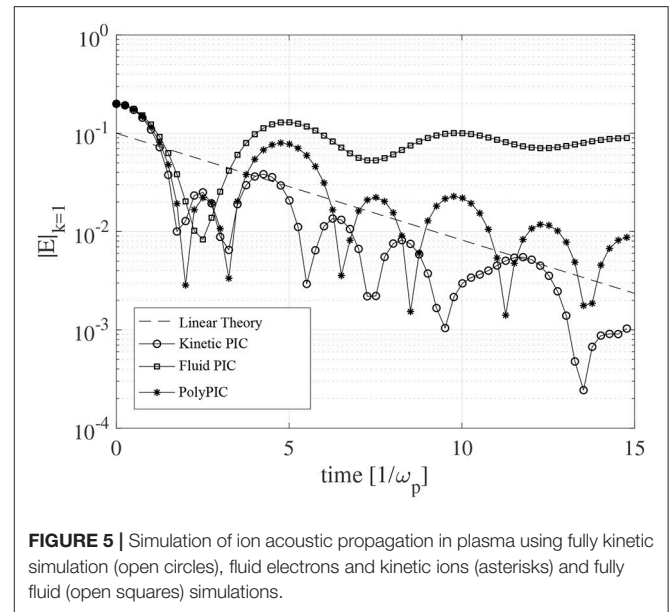 10^0
10^-1
10^-2
10^-3
10^-4
|E|_{k=1}
Linear Theory
Kinetic PIC
Fluid PIC
PolyPIC
0 5 10 15
time [1/ω_p]
FIGURE 5 | Simulation of ion acoustic propagation in plasma using fully kinetic
simulation (open circles), fluid electrons and kinetic ions (asterisks) and fully
fluid (open squares) simulations.